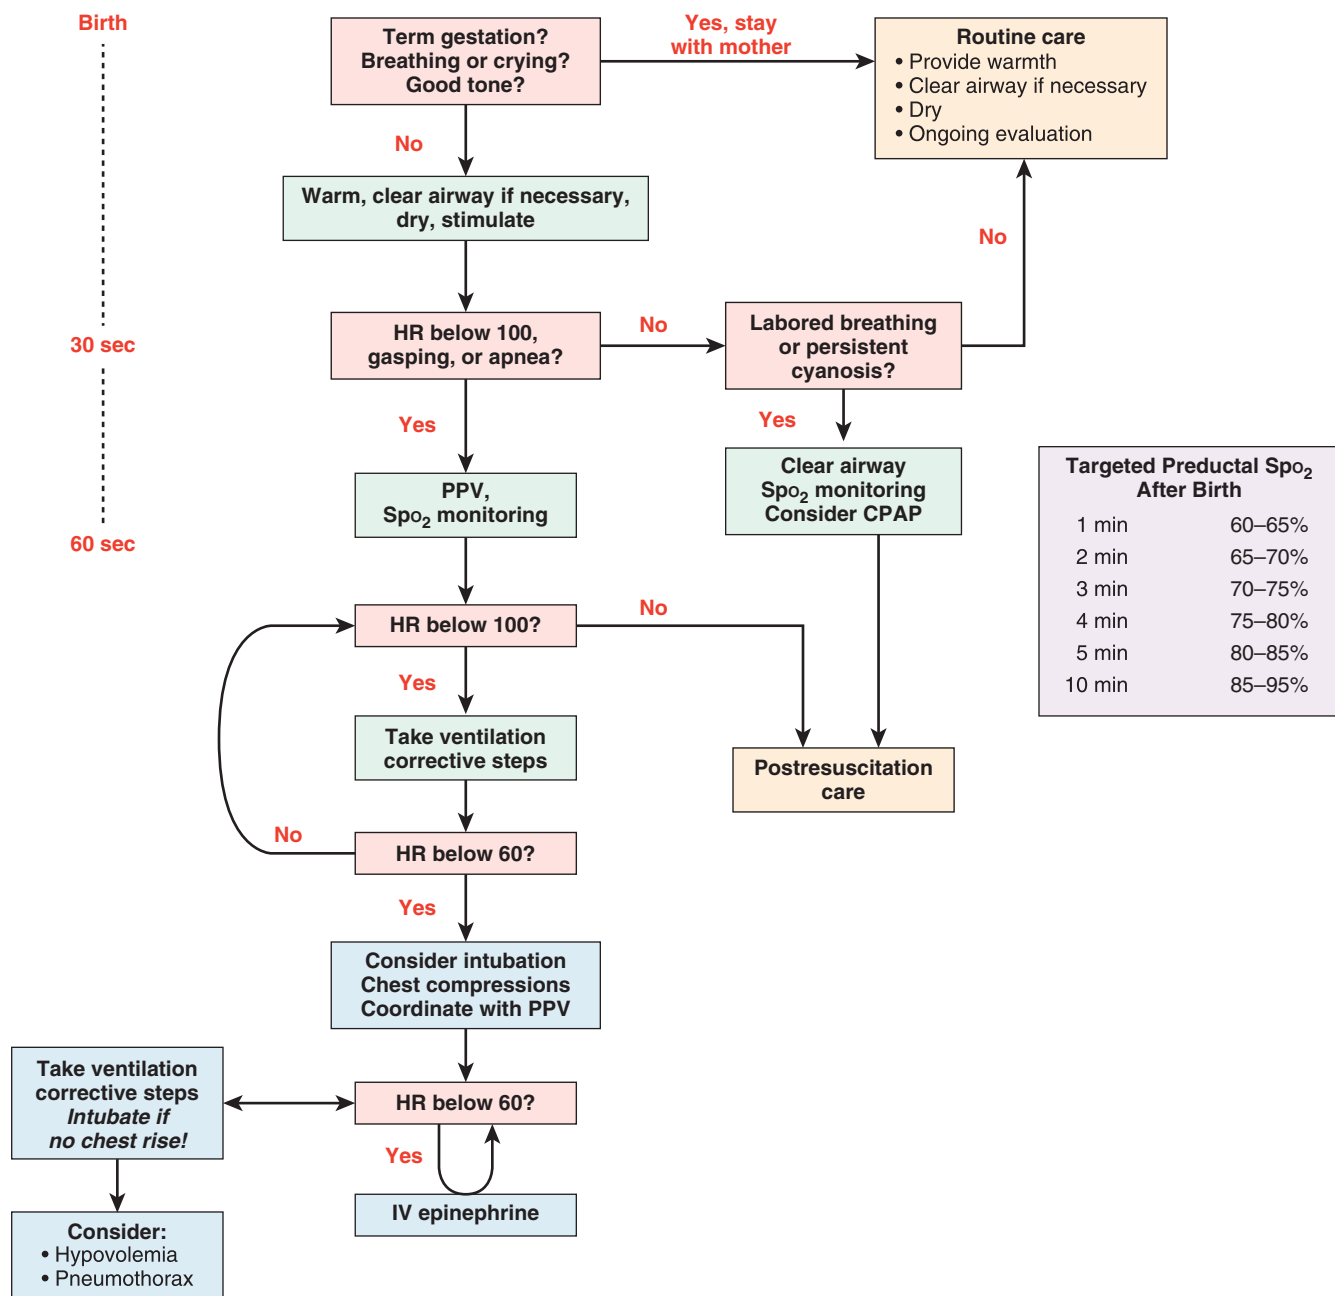 Birth
Term gestation?
Breathing or crying?
Good tone?
Yes, stay
with mother
Routine care
• Provide warmth
• Clear airway if necessary
• Dry
• Ongoing evaluation
No
Warm, clear airway if necessary,
dry, stimulate
No
30 sec
HR below 100,
gasping, or apnea?
No
Labored breathing
or persistent
cyanosis?
Yes
Yes
PPV,
SpO₂ monitoring
Clear airway
SpO₂ monitoring
Consider CPAP
60 sec
Targeted Preductal SpO₂
After Birth
1 min 60–65%
2 min 65–70%
3 min 70–75%
4 min 75–80%
5 min 80–85%
10 min 85–95%
HR below 100?
No
Yes
Take ventilation
corrective steps
Postresuscitation
care
No
HR below 60?
Yes
Consider intubation
Chest compressions
Coordinate with PPV
Take ventilation
corrective steps
Intubate if
no chest rise!
HR below 60?
Yes
IV epinephrine
Consider:
• Hypovolemia
• Pneumothorax